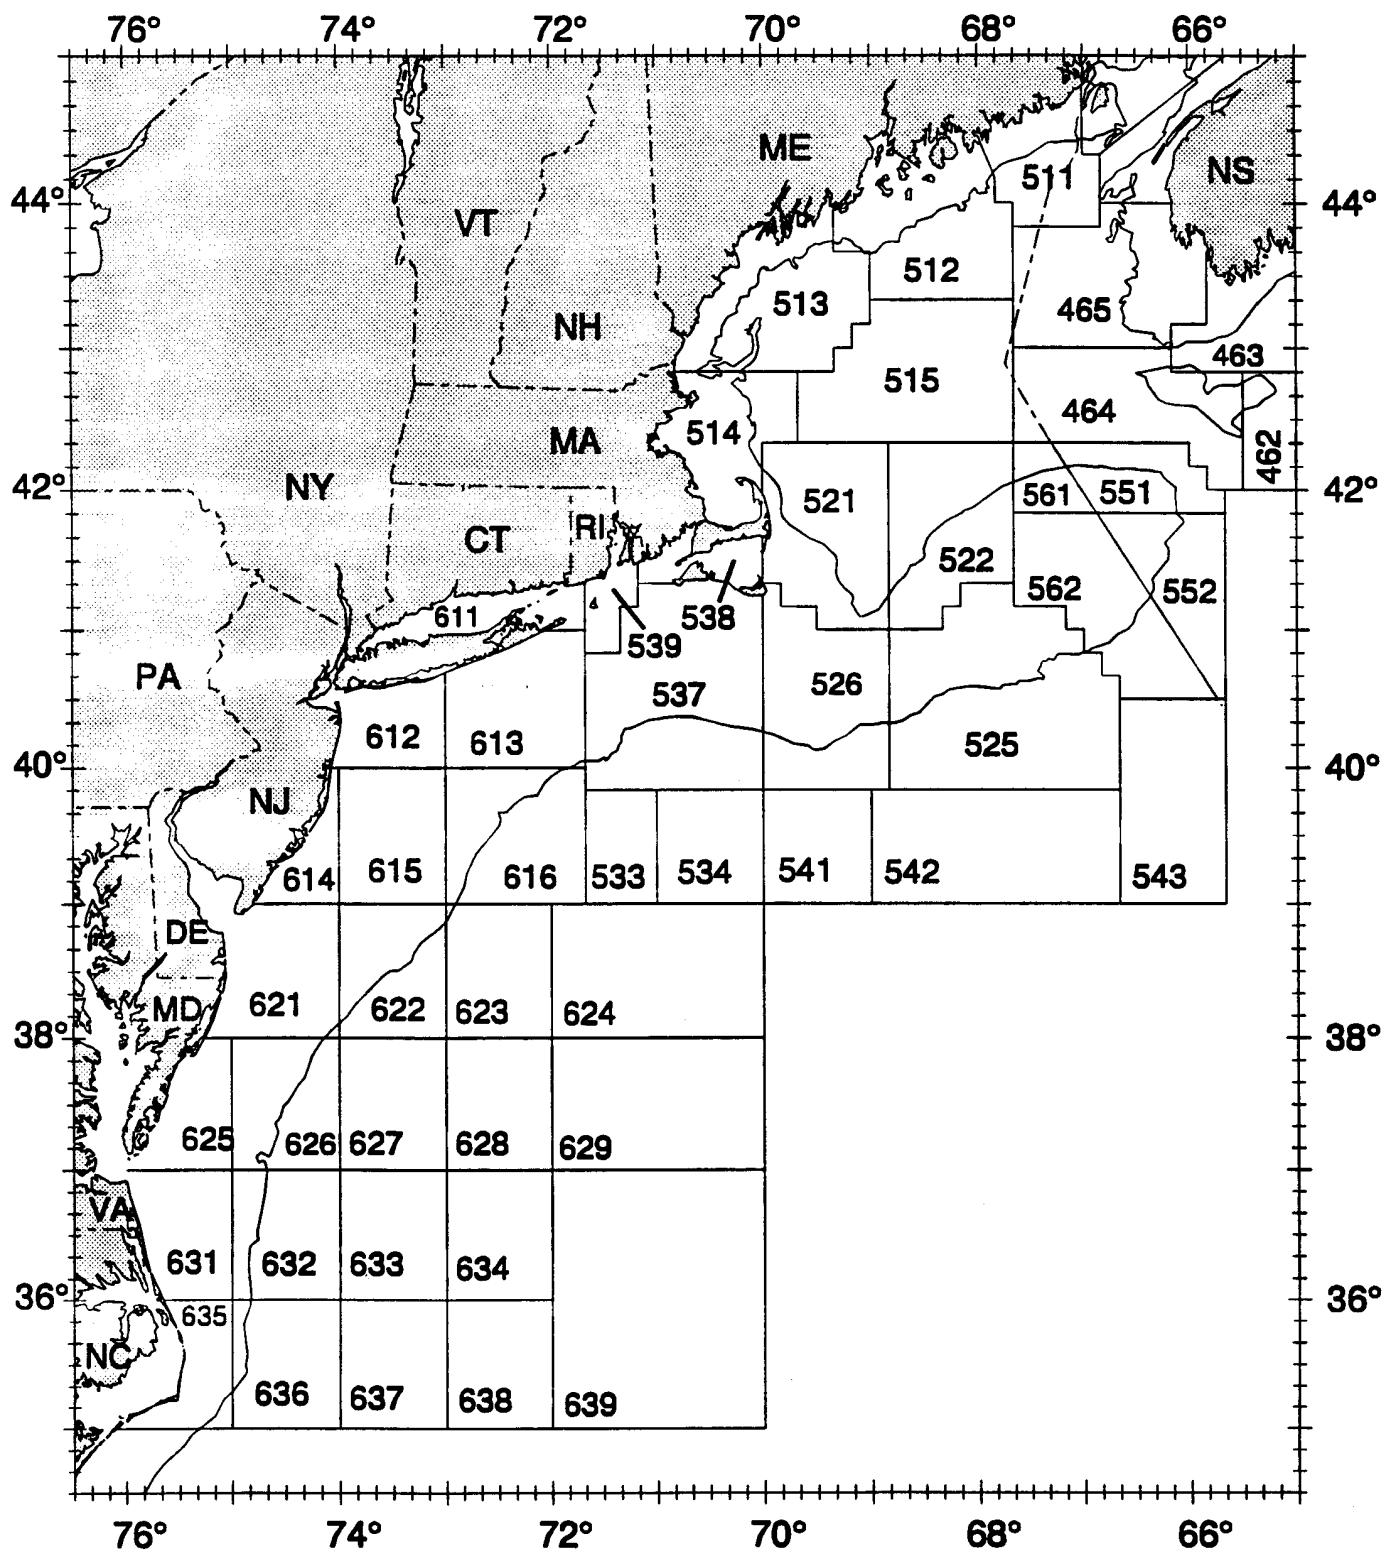 76° 74° 72° 70° 68° 66°
ME
511
NS
44° 44°
VT
512
513
465
NH
463
515
464
514
MA
462
NY
42° 42°
561 551
521
RI
CT
522
562 552
611
538
539
PA
526
537
612 613
525
40° 40°
NJ
614 615 616 533 534 541 542 543
DE
MD
621 622 623 624
38° 38°
625 626 627 628 629
VA
631 632 633 634
36° 36°
635
NC
636 637 638 639
76° 74° 72° 70° 68° 66°